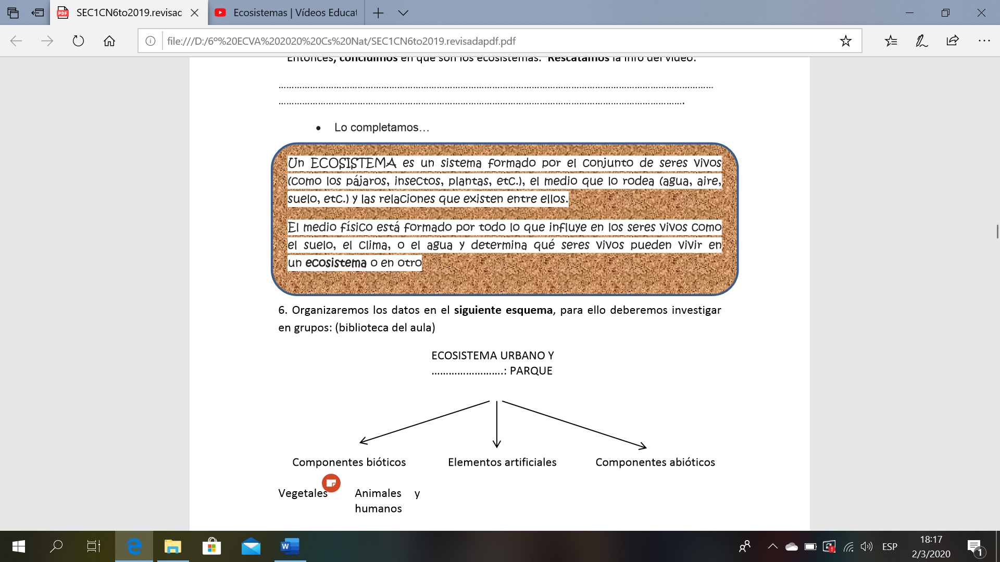 SEC1CN6to2019.revisad
Ecosistemas | Vídeos Educat
file:///D:/6º%20ECVA%202020%20Cs%20Nat/SEC1CN6to2019.revisadapdf.pdf
Entonces, concluimos en que son los ecosistemas. Rescatamos la info del video.
……………………………………………………………………………………………………………………………
…………………………………………………………………………………………………………………….
• Lo completamos…
Un ECOSISTEMA es un sistema formado por el conjunto de seres vivos
(como los pájaros, insectos, plantas, etc.), el medio que lo rodea (agua, aire,
suelo, etc.) y las relaciones que existen entre ellos.
El medio físico está formado por todo lo que influye en los seres vivos como
el suelo, el clima, o el agua y determina qué seres vivos pueden vivir en
un ecosistema o en otro
6. Organizaremos los datos en el siguiente esquema, para ello deberemos investigar
en grupos: (biblioteca del aula)
ECOSISTEMA URBANO Y
…………………….: PARQUE
Componentes bióticos
Elementos artificiales
Componentes abióticos
Vegetales
Animales y
humanos
ESP
18:17
2/3/2020
1